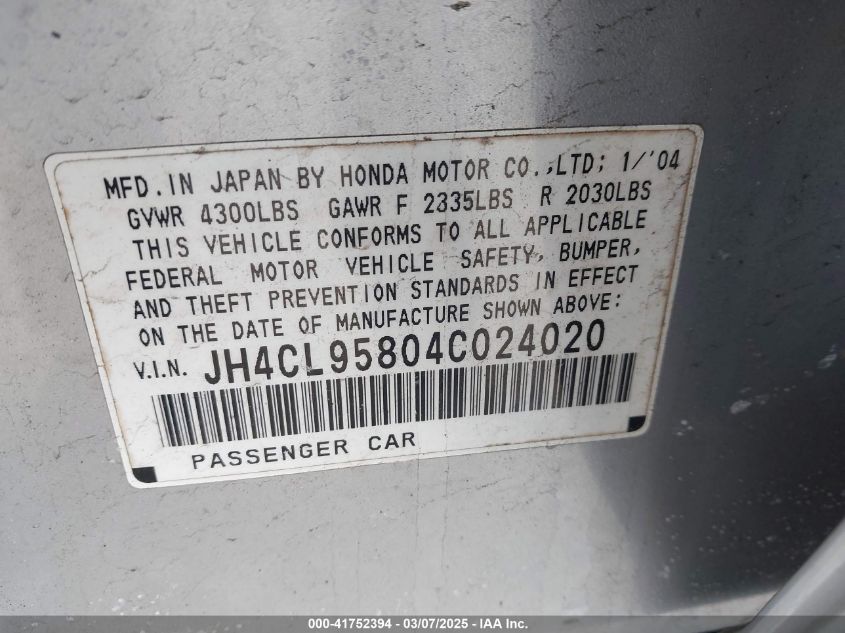 MFD.IN JAPAN BY HONDA MOTOR CO.,LTD; 1/'04
GVWR 4300LBS GAWR F 2335LBS R 2030LBS
THIS VEHICLE CONFORMS TO ALL APPLICABLE
FEDERAL MOTOR VEHICLE SAFETY, BUMPER,
AND THEFT PREVENTION STANDARDS IN EFFECT
ON THE DATE OF MANUFACTURE SHOWN ABOVE:
V.I.N. JH4CL95804C024020
PASSENGER CAR
000-41752394 - 03/07/2025 - IAA Inc.